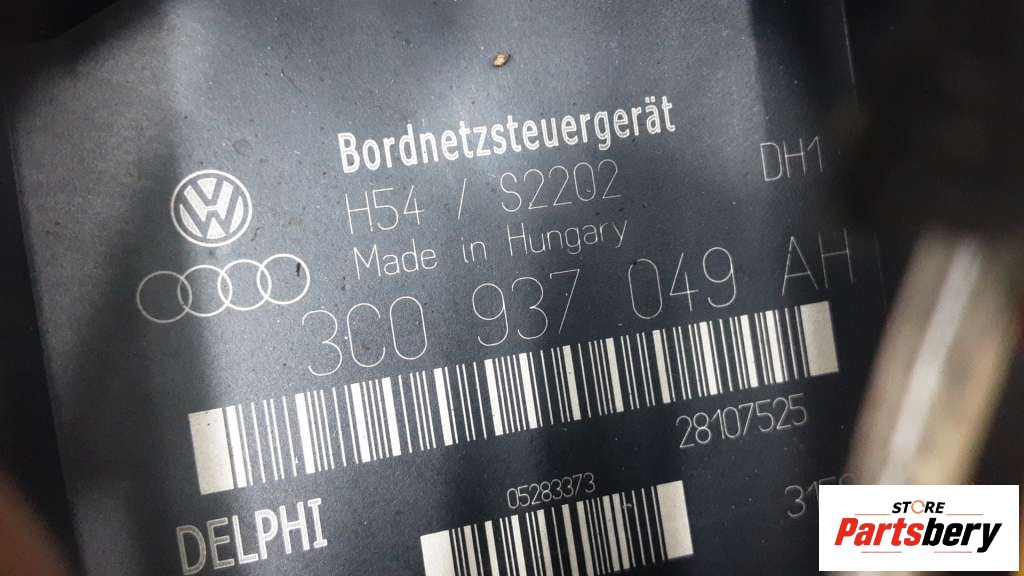 Bordnetzsteuergerät
H54 / S2202 DH1
Made in Hungary
3C0 937 049 AH
28107525
DELPHI
05283373
STORE
Partsbery